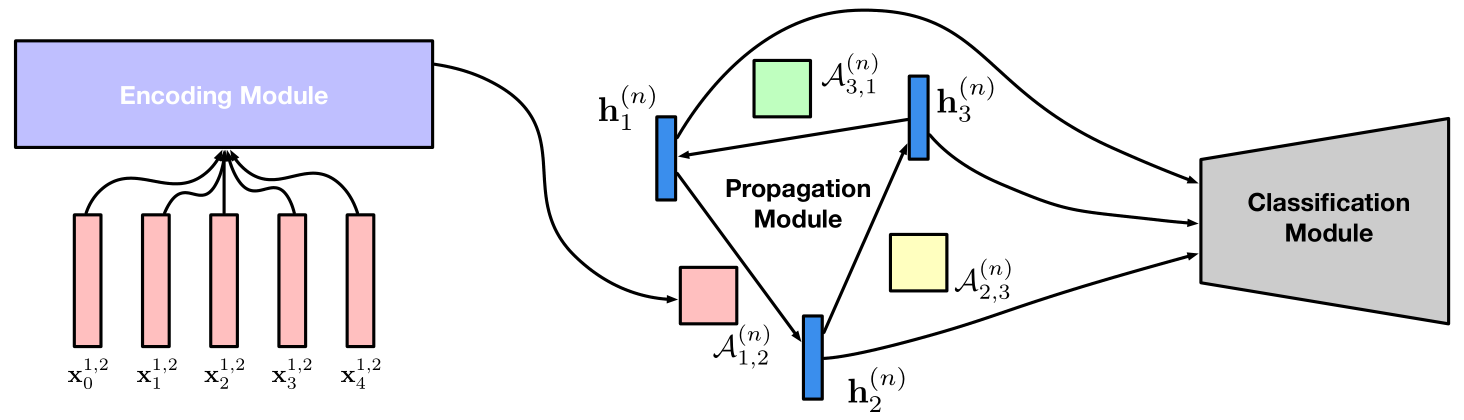 Encoding Module
$\mathbf{x}_0^{1,2}$ $\mathbf{x}_1^{1,2}$ $\mathbf{x}_2^{1,2}$ $\mathbf{x}_3^{1,2}$ $\mathbf{x}_4^{1,2}$
$\mathbf{h}_1^{(n)}$
$\mathcal{A}_{3,1}^{(n)}$
$\mathbf{h}_3^{(n)}$
Propagation
Module
$\mathcal{A}_{2,3}^{(n)}$
$\mathcal{A}_{1,2}^{(n)}$
$\mathbf{h}_2^{(n)}$
Classification
Module